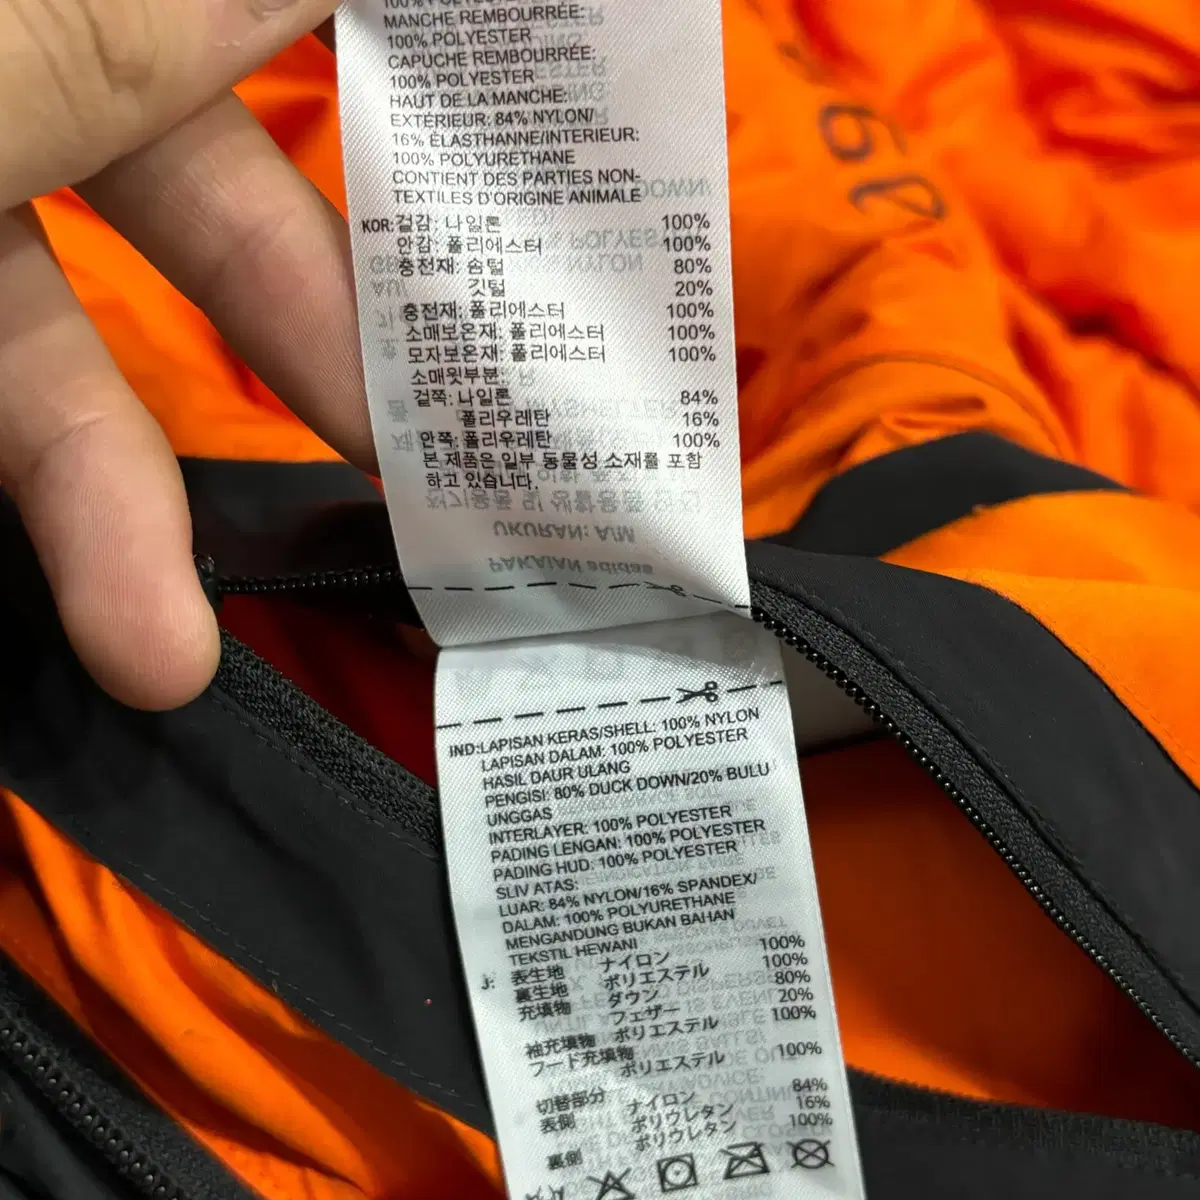 100% POLYESTER
MANCHE REMBOURRÉE:
100% POLYESTER
CAPUCHE REMBOURRÉE:
100% POLYESTER
HAUT DE LA MANCHE:
EXTÉRIEUR: 84% NYLON/
16% ÉLASTHANNE/INTERIEUR:
100% POLYURETHANE
CONTIENT DES PARTIES NON-
TEXTILES D'ORIGINE ANIMALE
KOR: 겉감: 나일론 100%
안감: 폴리에스터 100%
충전재: 솜털 80%
깃털 20%
충전재: 폴리에스터 100%
소매보온재: 폴리에스터 100%
모자보온재: 폴리에스터 100%
소매윗부분:
겉쪽: 나일론 84%
폴리우레탄 16%
안쪽: 폴리우레탄 100%
본 제품은 일부 동물성 소재를 포함
하고 있습니다.
UKURAN: A/M
PAKAIAN adidas
IND:LAPISAN KERAS/SHELL: 100% NYLON
LAPISAN DALAM: 100% POLYESTER
HASIL DAUR ULANG
PENGISI: 80% DUCK DOWN/20% BULU
UNGGAS
INTERLAYER: 100% POLYESTER
PADING LENGAN: 100% POLYESTER
PADING HUD: 100% POLYESTER
SLIV ATAS:
LUAR: 84% NYLON/16% SPANDEX/
DALAM: 100% POLYURETHANE
MENGANDUNG BUKAN BAHAN
TEKSTIL HEWANI
J: 表生地 ナイロン 100%
裏生地 ポリエステル 100%
充填物 ダウン 80%
フェザー 20%
袖充填物 ポリエステル 100%
フード充填物
ポリエステル 100%
切替部分
表側 ナイロン 84%
ポリウレタン 16%
裏側 ポリウレタン 100%